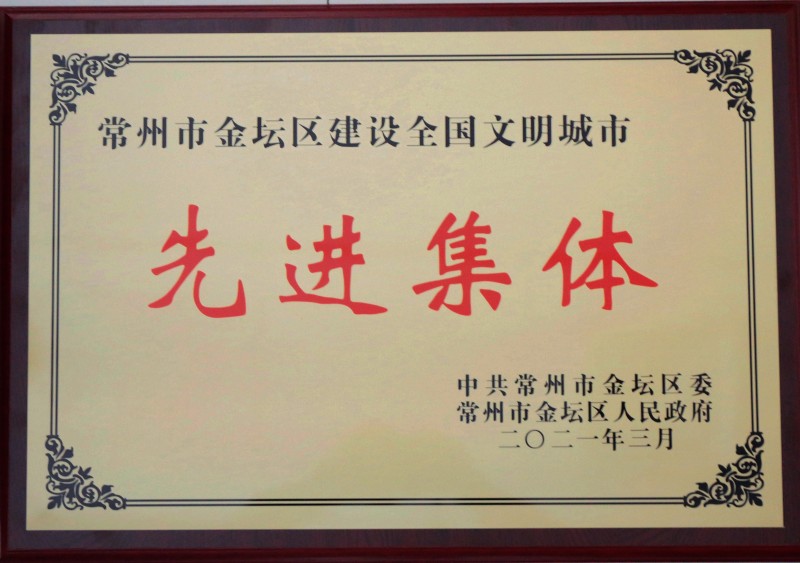 常州市金坛区建设全国文明城市
先进集体
中共常州市金坛区委
常州市金坛区人民政府
二〇二一年三月